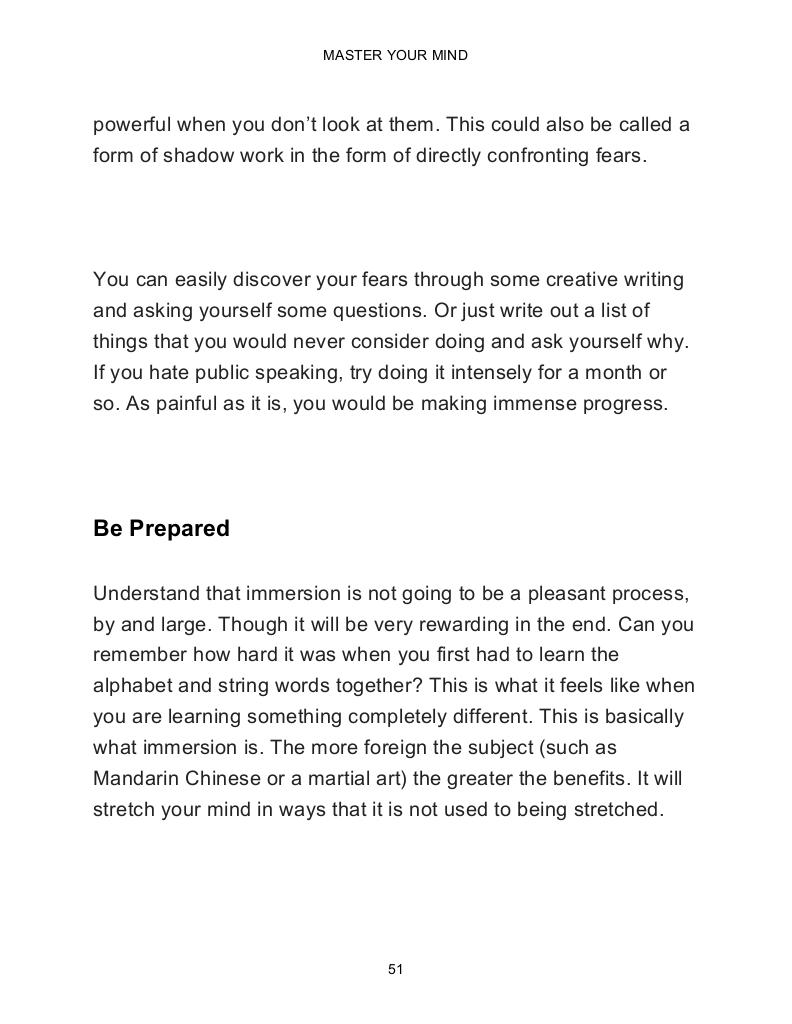 MASTER YOUR MIND
powerful when you don’t look at them. This could also be called a
form of shadow work in the form of directly confronting fears.
You can easily discover your fears through some creative writing
and asking yourself some questions. Or just write out a list of
things that you would never consider doing and ask yourself why.
If you hate public speaking, try doing it intensely for a month or
so. As painful as it is, you would be making immense progress.
Be Prepared
Understand that immersion is not going to be a pleasant process,
by and large. Though it will be very rewarding in the end. Can you
remember how hard it was when you first had to learn the
alphabet and string words together? This is what it feels like when
you are learning something completely different. This is basically
what immersion is. The more foreign the subject (such as
Mandarin Chinese or a martial art) the greater the benefits. It will
stretch your mind in ways that it is not used to being stretched.
51